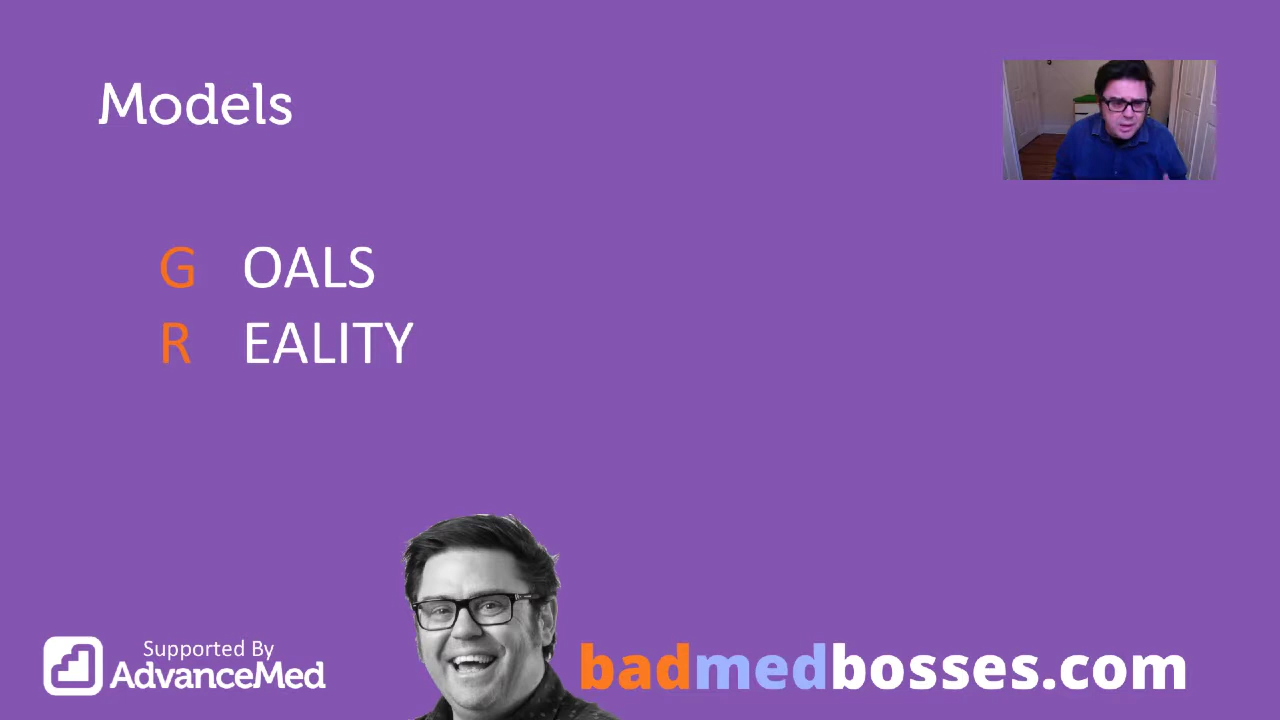 Models
G OALS
R EALITY
Supported By
AdvanceMed
badmedbosses.com